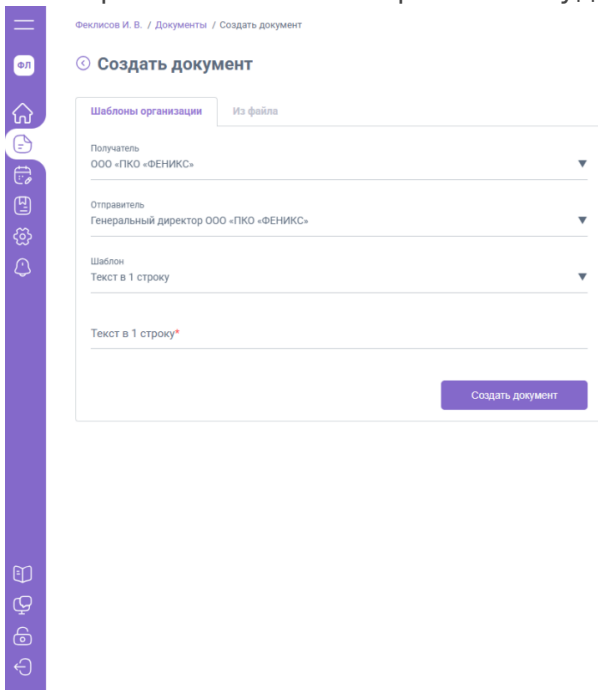 Феклисов И. В. / Документы / Создать документ
ФЛ
Создать документ
Шаблоны организации Из файла
Получатель
ООО «ПКО «ФЕНИКС»
Отправитель
Генеральный директор ООО «ПКО «ФЕНИКС»
Шаблон
Текст в 1 строку
Текст в 1 строку*
Создать документ